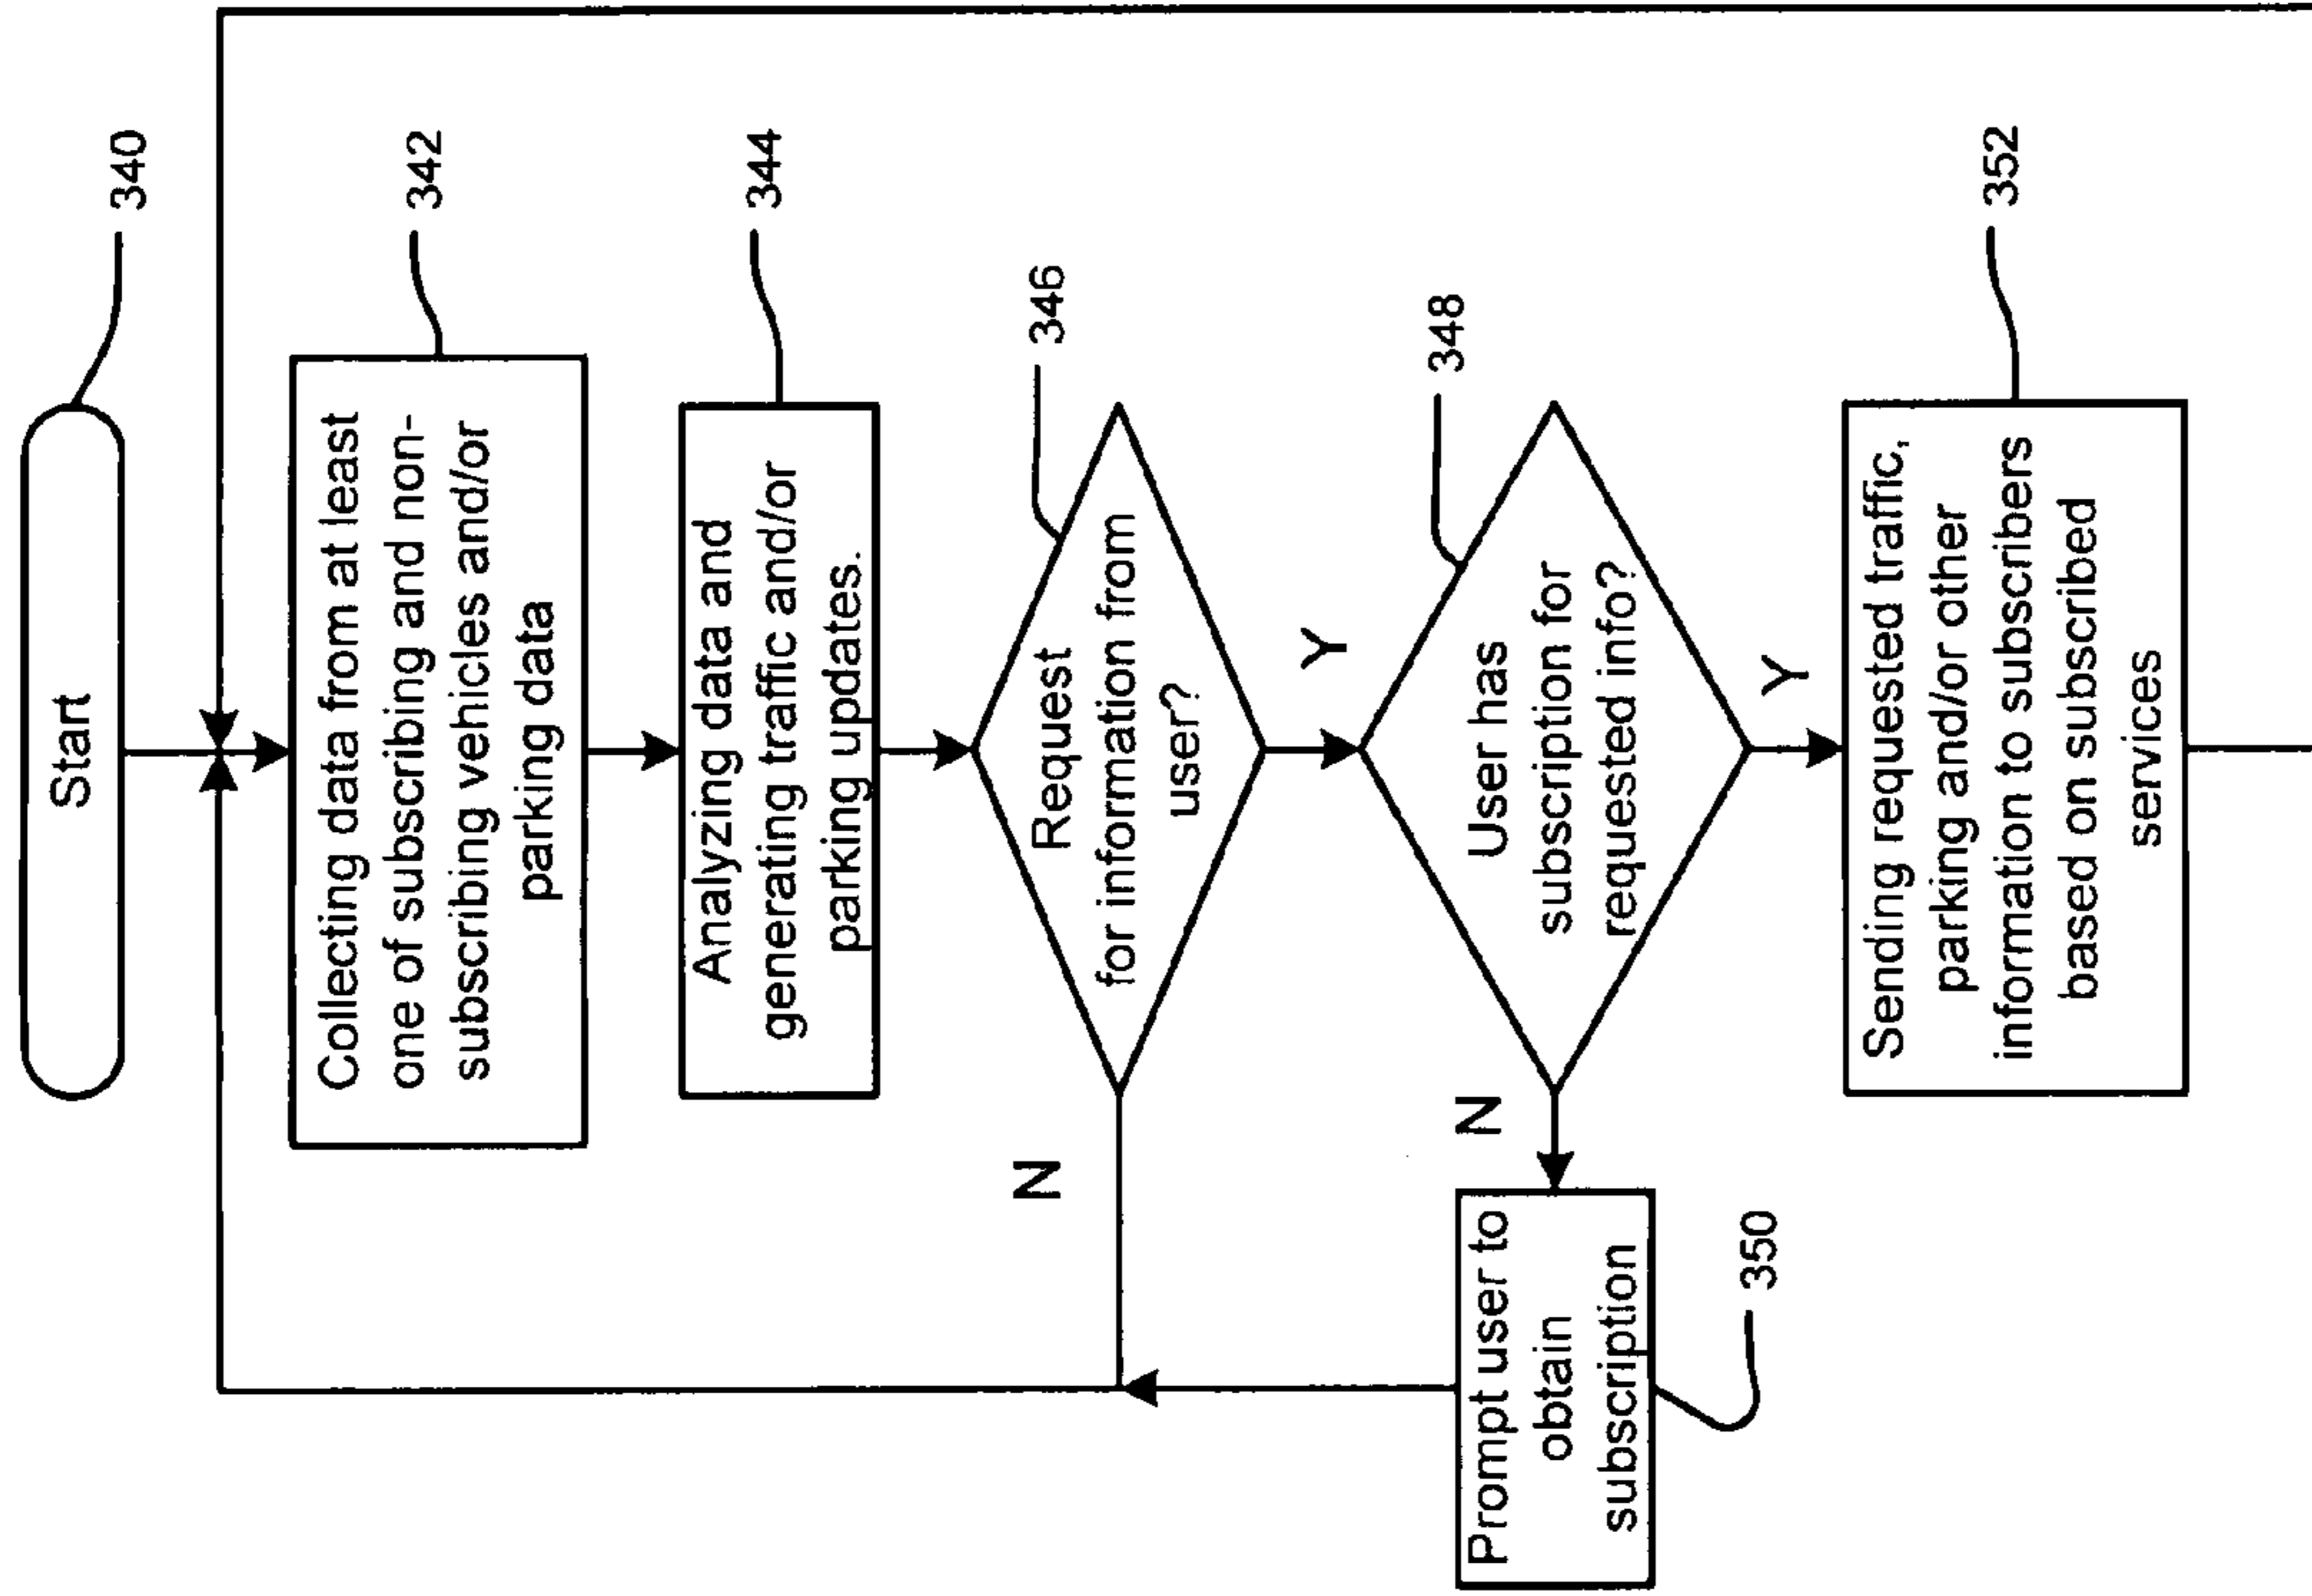 Start
340
Collecting data from at least
one of subscribing and non-
subscribing vehicles and/or
parking data
342
Analyzing data and
generating traffic and/or
parking updates.
344
Request
for information from
user?
346
N
Y
User has
subscription for
requested info?
348
N
Y
Prompt user to
obtain
subscription
350
Sending requested traffic,
parking and/or other
information to subscribers
based on subscribed
services
352